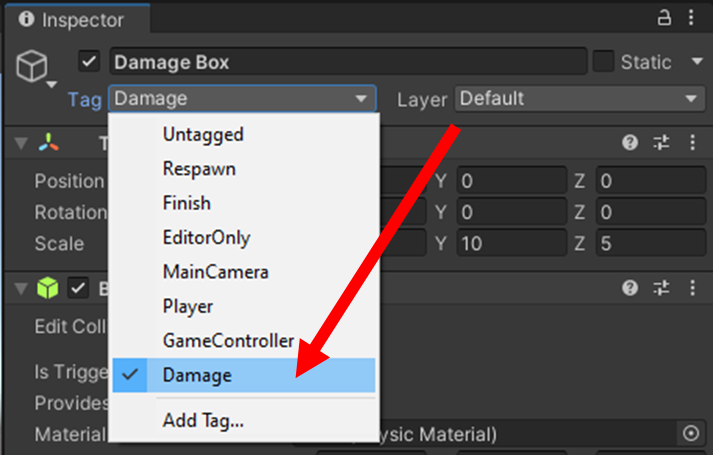 Inspector
Damage Box Static
Tag Damage Layer Default
Untagged
Respawn
Finish
EditorOnly
MainCamera
Player
GameController
Damage
Add Tag...
T
Position Y 0 Z 0
Rotation Y 0 Z 0
Scale Y 10 Z 5
B
Edit Coll
Is Trigge
Provides
Material ysic Material)